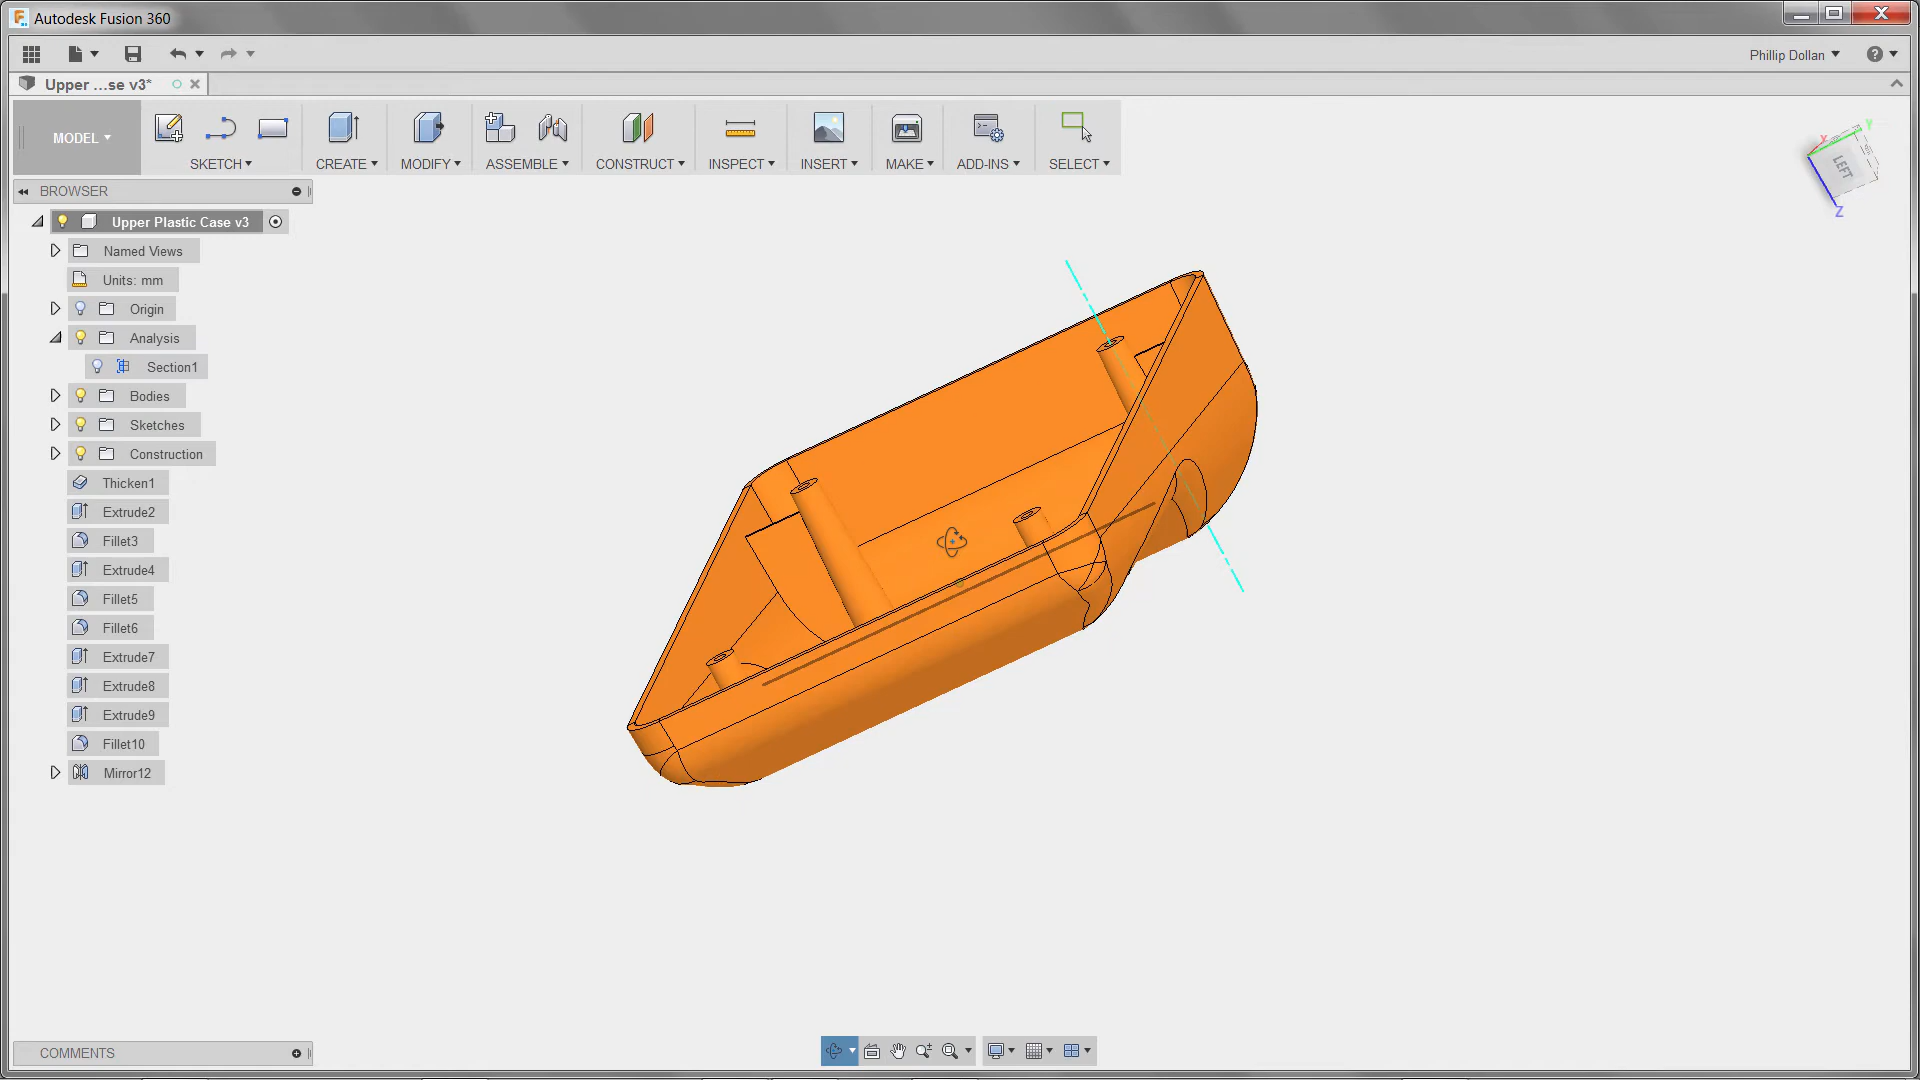 Autodesk Fusion 360
Phillip Dollan
Upper ...se v3*
MODEL
SKETCH
CREATE
MODIFY
ASSEMBLE
CONSTRUCT
INSPECT
INSERT
MAKE
ADD-INS
SELECT
X
Y
LEFT
Z
BROWSER
Upper Plastic Case v3
Named Views
Units: mm
Origin
Analysis
Section1
Bodies
Sketches
Construction
Thicken1
Extrude2
Fillet3
Extrude4
Fillet5
Fillet6
Extrude7
Extrude8
Extrude9
Fillet10
Mirror12
COMMENTS